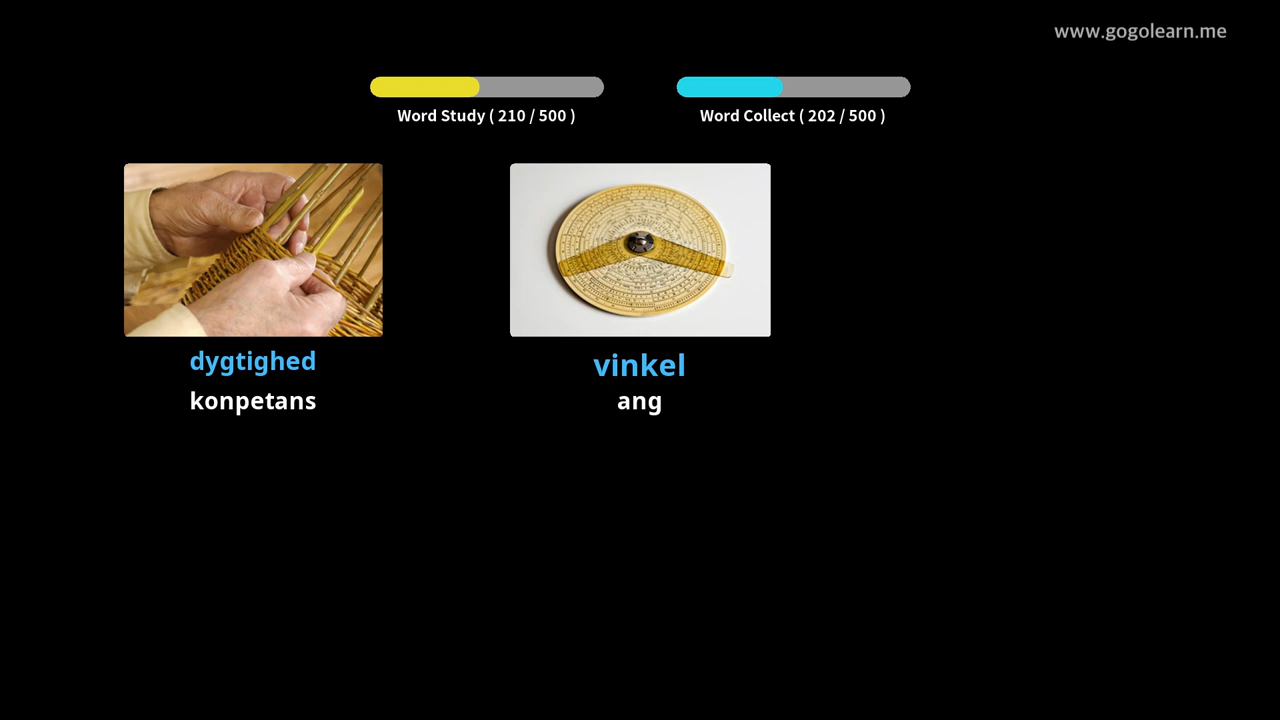 www.gogolearn.me
Word Study ( 210 / 500 )
Word Collect ( 202 / 500 )
dygtighed
konpetans
vinkel
ang